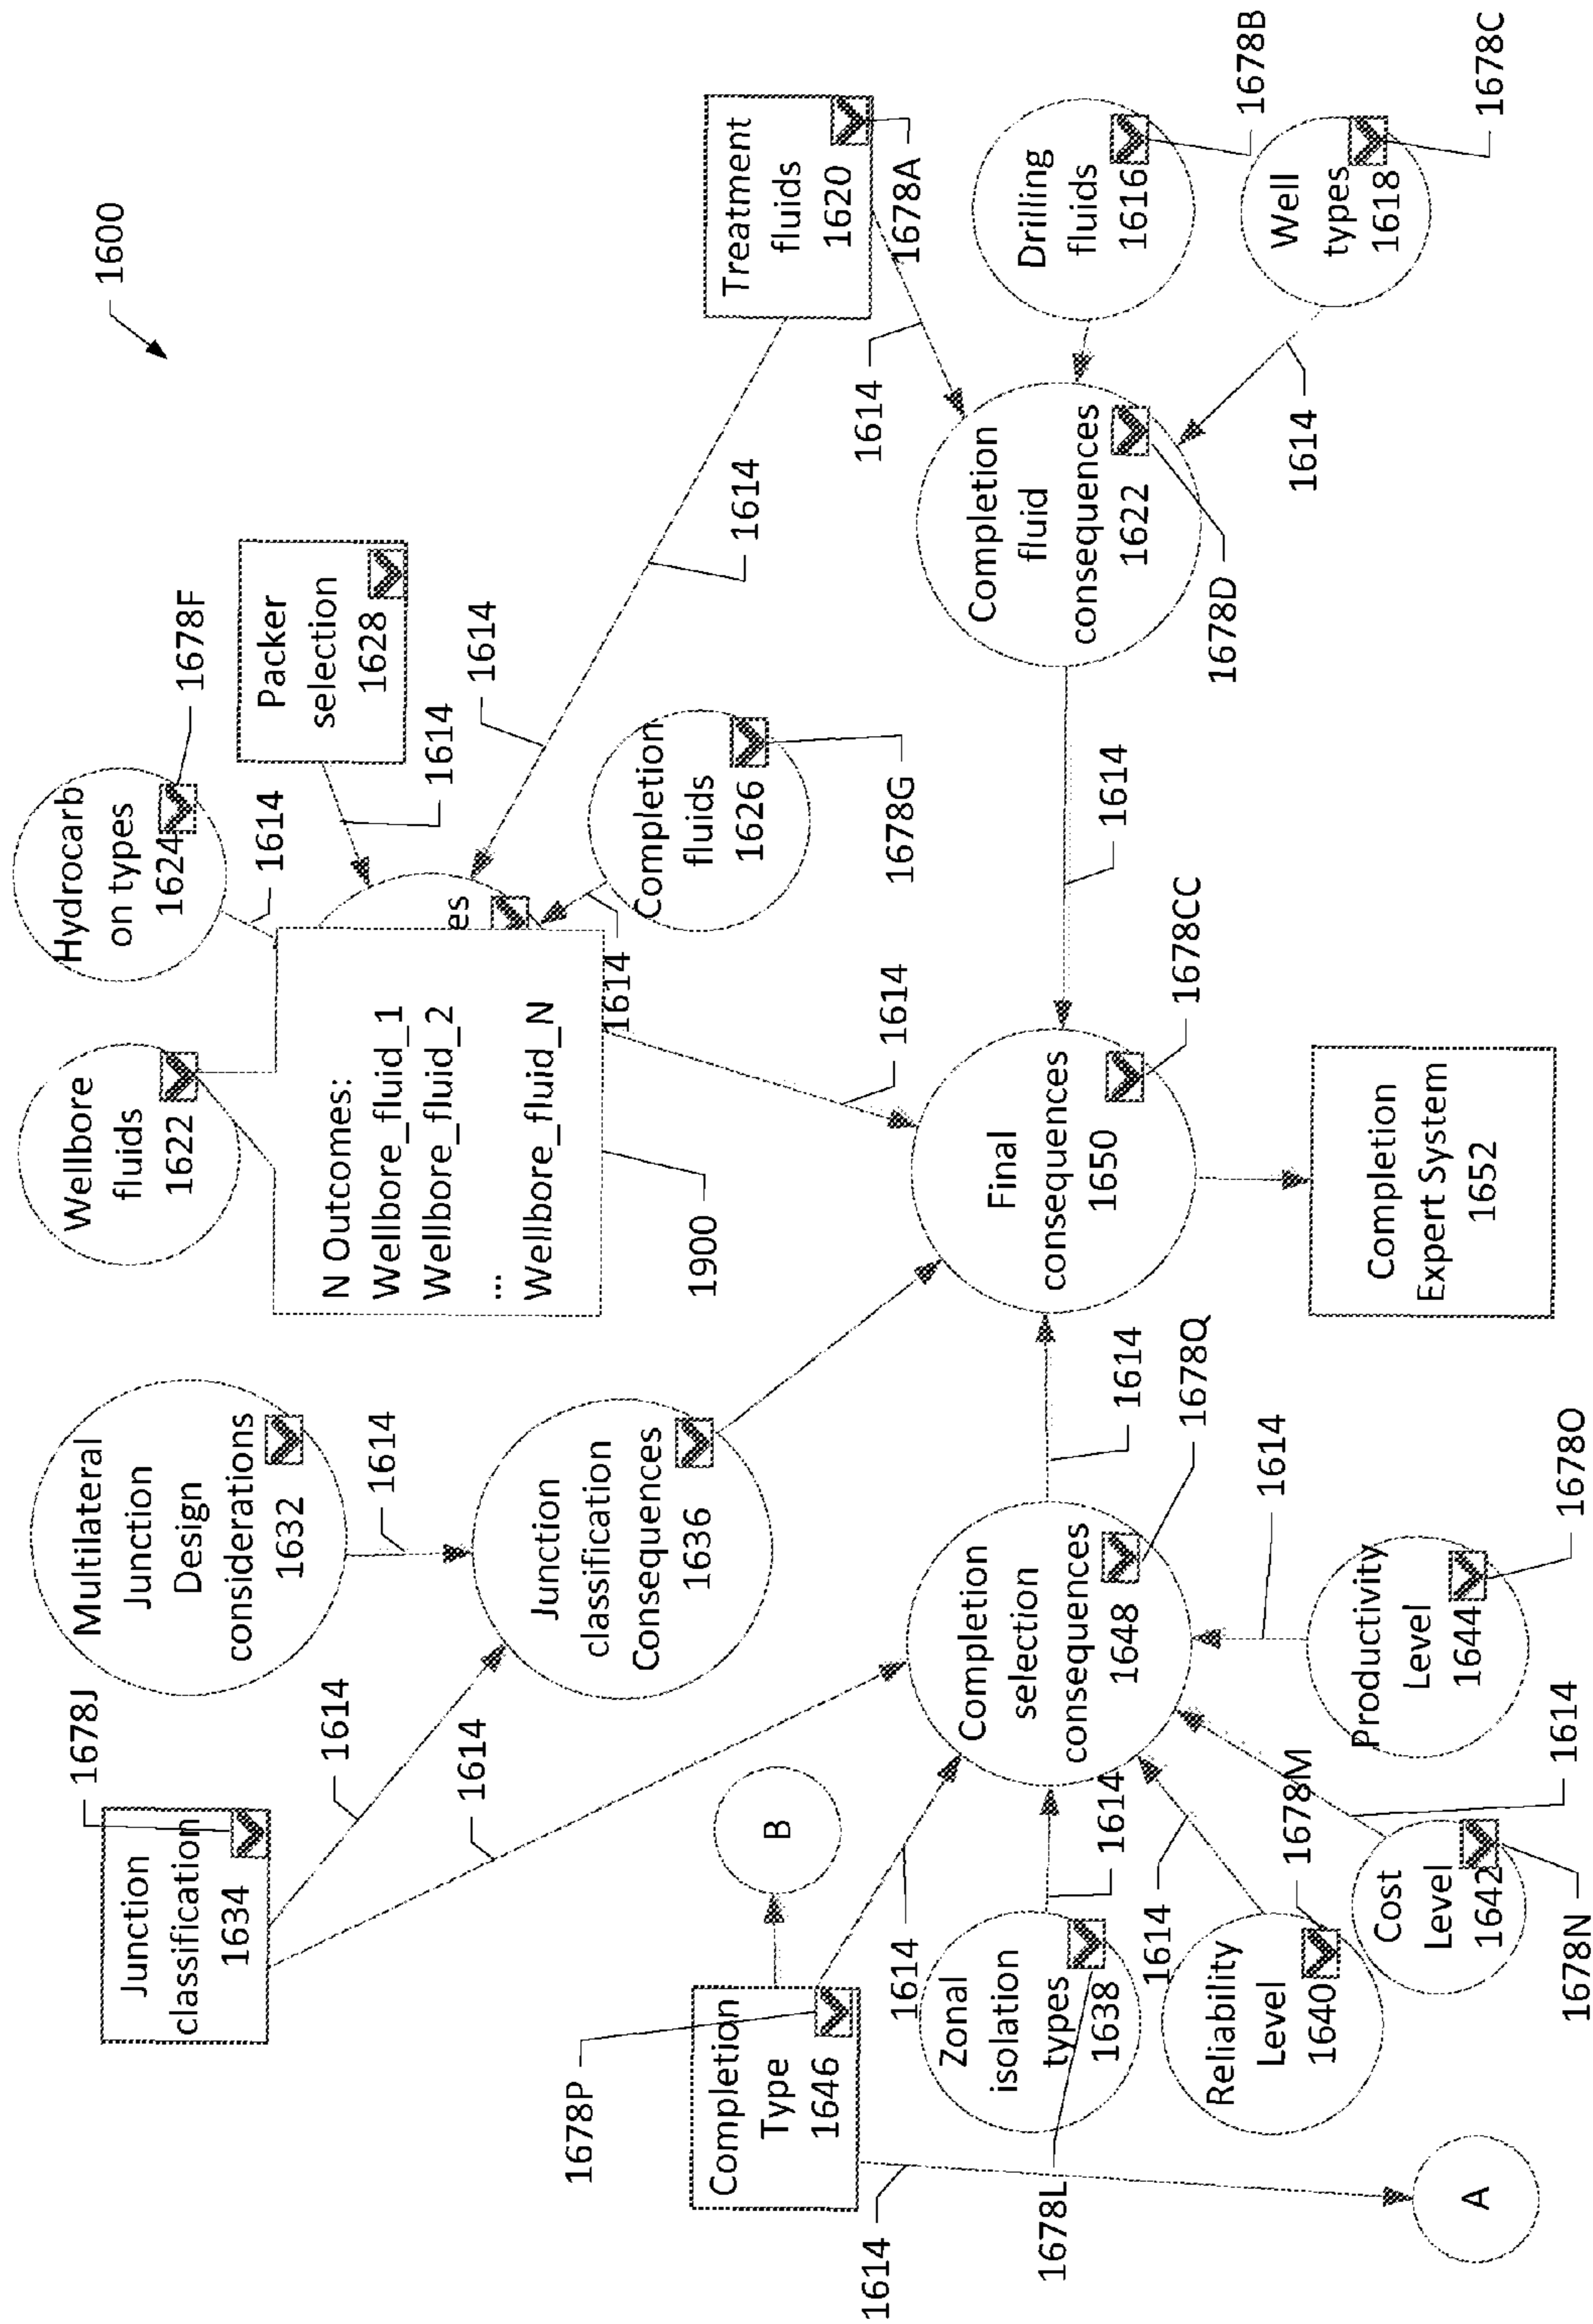 1600
Junction
classification
1634
1678J
1614
1614
Multilateral
Junction
Design
considerations
1632
1614
Junction
classification
Consequences
1636
Wellbore
fluids
1622
Hydrocarb
on types
1624
1678F
1614
Packer
selection
1628
1614
1614
1614
es
N Outcomes:
Wellbore_fluid_1
Wellbore_fluid_2
...
Wellbore_fluid_N
1900
1614
1614
Completion
fluids
1626
1678G
Treatment
fluids
1620
1678A
1614
Drilling
fluids
1616
1678B
Well
types
1618
1678C
1614
Completion
fluid
consequences
1622
1678D
1614
Final
consequences
1650
1678CC
Completion
Expert System
1652
Completion
Type
1646
1678P
B
1614
1614
A
Zonal
isolation
types
1638
1678L
1614
Reliability
Level
1640
1678M
1614
Cost
Level
1642
1678N
1614
Productivity
Level
1644
1678O
1614
Completion
selection
consequences
1648
1678Q
1614